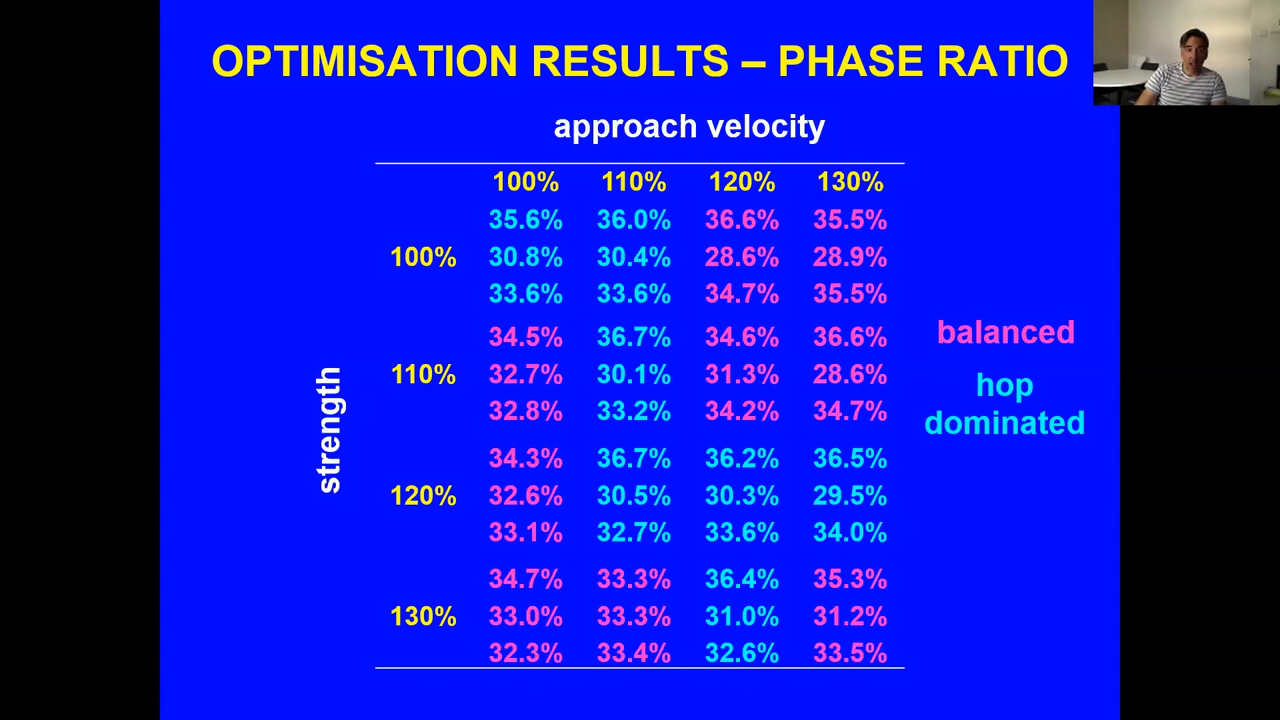 OPTIMISATION RESULTS – PHASE RATIO
approach velocity
100% 110% 120% 130%
35.6% 36.0% 36.6% 35.5%
100% 30.8% 30.4% 28.6% 28.9%
33.6% 33.6% 34.7% 35.5%
34.5% 36.7% 34.6% 36.6%
110% 32.7% 30.1% 31.3% 28.6%
32.8% 33.2% 34.2% 34.7%
34.3% 36.7% 36.2% 36.5%
120% 32.6% 30.5% 30.3% 29.5%
33.1% 32.7% 33.6% 34.0%
34.7% 33.3% 36.4% 35.3%
130% 33.0% 33.3% 31.0% 31.2%
32.3% 33.4% 32.6% 33.5%
strength
balanced
hop
dominated